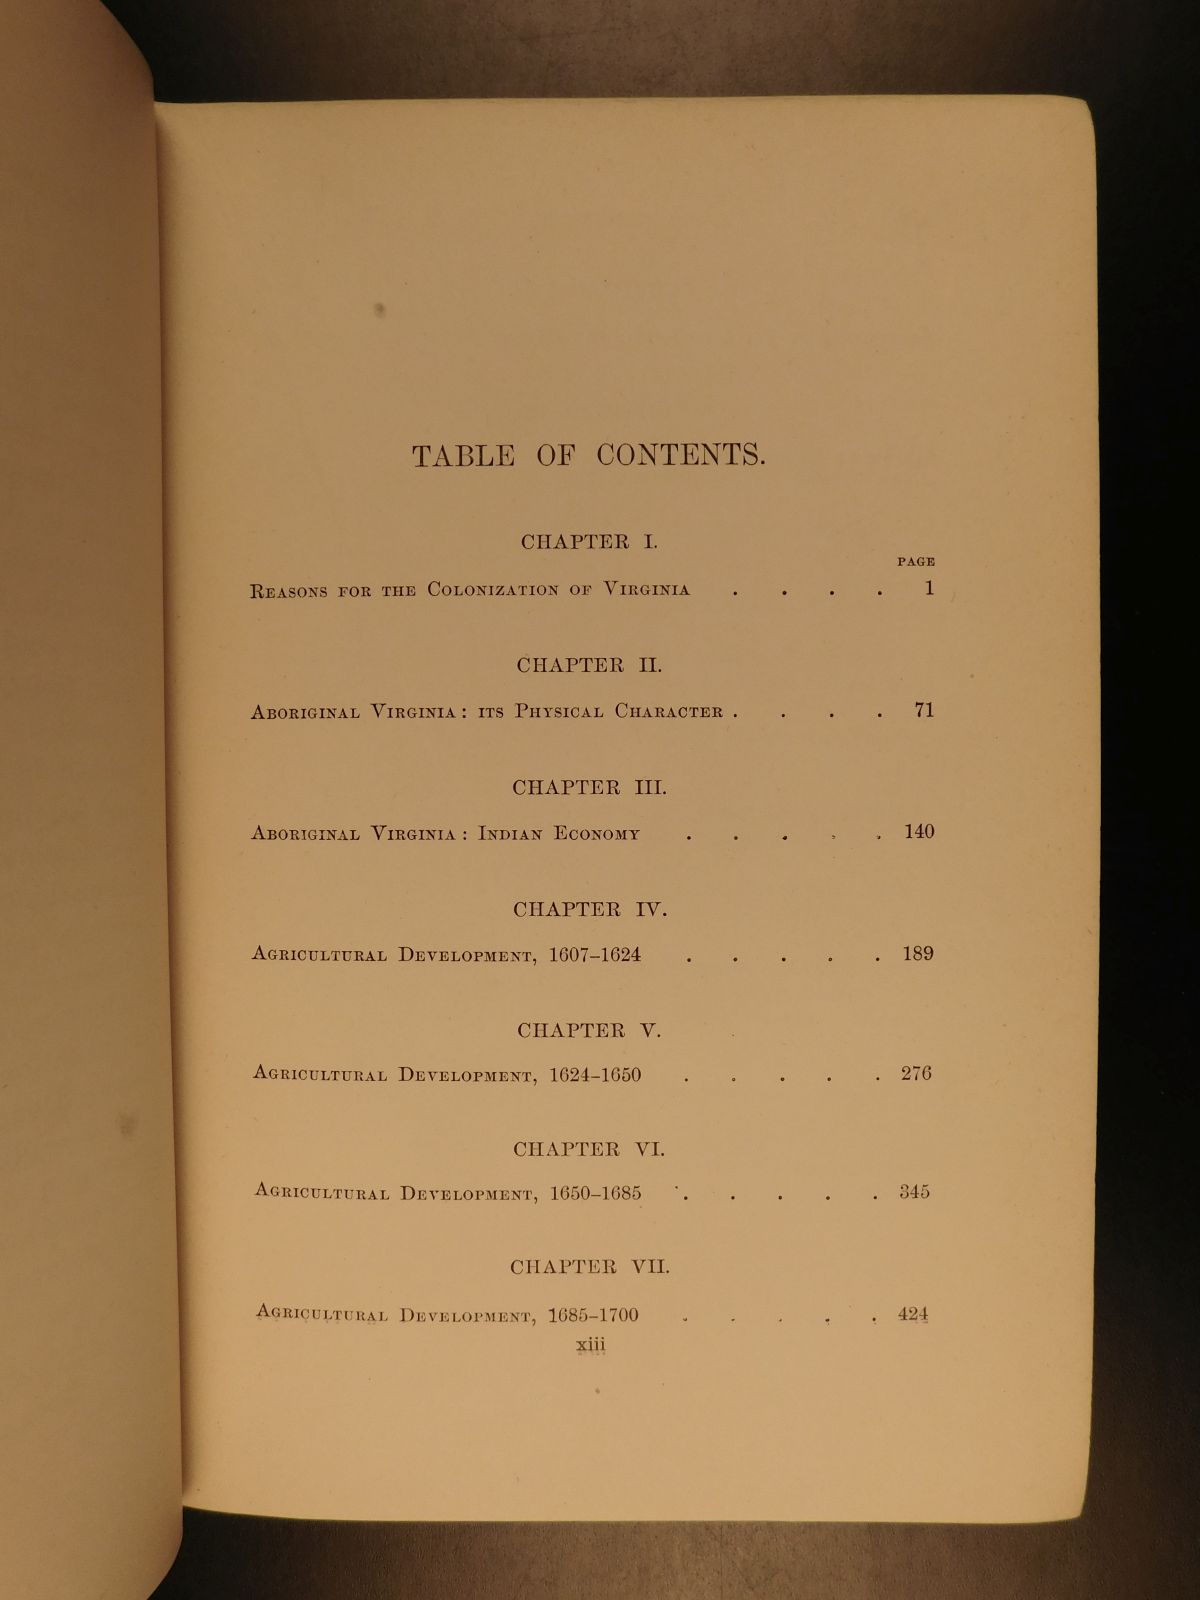 TABLE OF CONTENTS.
CHAPTER I.
PAGE
Reasons for the Colonization of Virginia . . . . 1
CHAPTER II.
Aboriginal Virginia: its Physical Character . . . . 71
CHAPTER III.
Aboriginal Virginia: Indian Economy . . . . . 140
CHAPTER IV.
Agricultural Development, 1607–1624 . . . . . 189
CHAPTER V.
Agricultural Development, 1624–1650 . . . . . 276
CHAPTER VI.
Agricultural Development, 1650–1685 . . . . . 345
CHAPTER VII.
Agricultural Development, 1685–1700 . . . . . 424
xiii